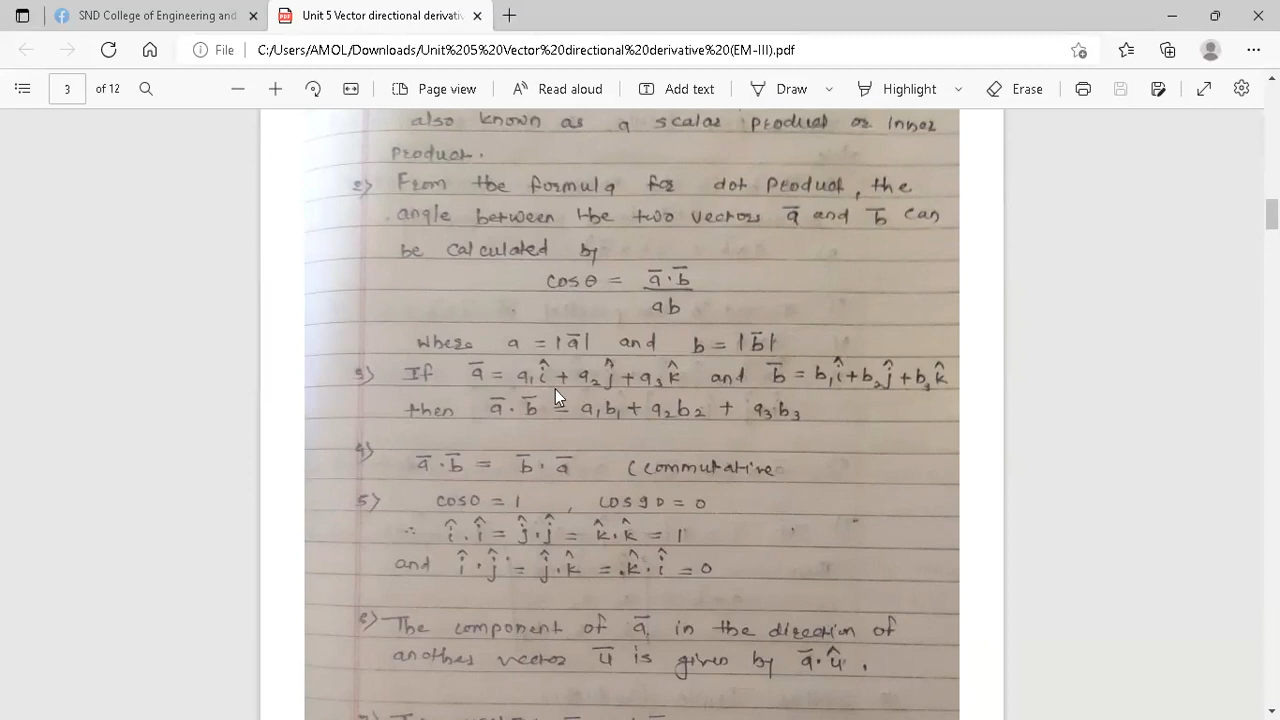 SND College of Engineering and
Unit 5 Vector directional derivativ
File
C:/Users/AMOL/Downloads/Unit%205%20Vector%20directional%20derivative%20(EM-III).pdf
3 of 12
Page view
Read aloud
Add text
Draw
Highlight
Erase
also known as a scalar product or inner
product.
2) From the formula for dot product, the
angle between the two vectors a̅ and b̅ can
be calculated by
cosθ = a̅·b̅
ab
where a = |a̅| and b = |b̅|
3) If a̅ = a₁î + a₂ĵ + a₃k̂ and b̅ = b₁î+b₂ĵ+b₃k̂
then a̅·b̅ = a₁b₁ + a₂b₂ + a₃·b₃
4) a̅·b̅ = b̅·a̅ (commutative
5) cos0 = 1, cos90 = 0
∴ î·î = ĵ·ĵ = k̂·k̂ = 1
and î·ĵ = ĵ·k̂ = k̂·î = 0
6) The component of a̅ in the direction of
another vector u̅ is given by a̅·û.